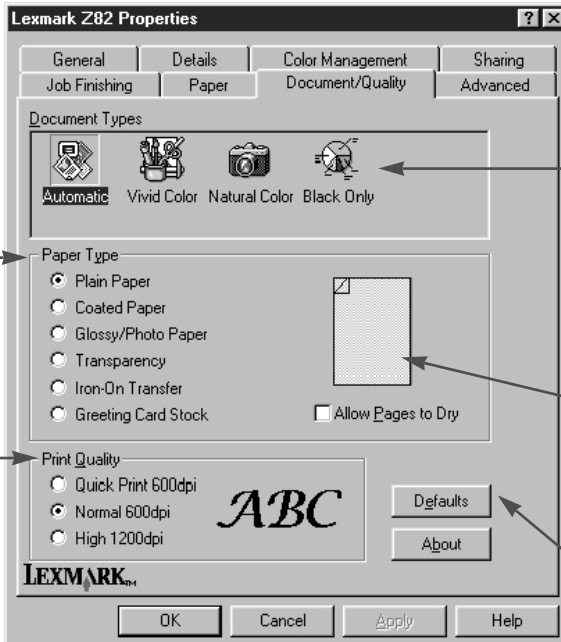 Lexmark Z82 Properties
General Details Color Management Sharing
Job Finishing Paper Document/Quality Advanced
Document Types
Automatic Vivid Color Natural Color Black Only
Paper Type
Plain Paper
Coated Paper
Glossy/Photo Paper
Transparency
Iron-On Transfer
Greeting Card Stock
Allow Pages to Dry
Print Quality
Quick Print 600dpi
Normal 600dpi
High 1200dpi
ABC
Defaults
About
LEXMARK™
OK Cancel Apply Help